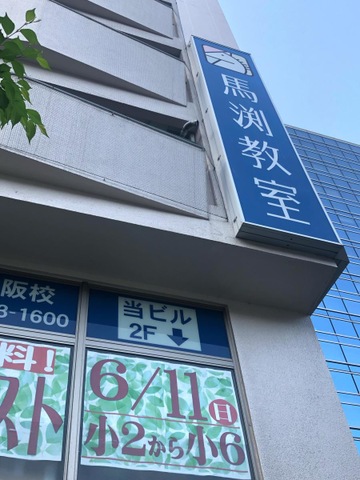 馬渕教室
阪校
3-1600
当ビル
2F ↓
料!
スト
6/11(日)
小2から小6